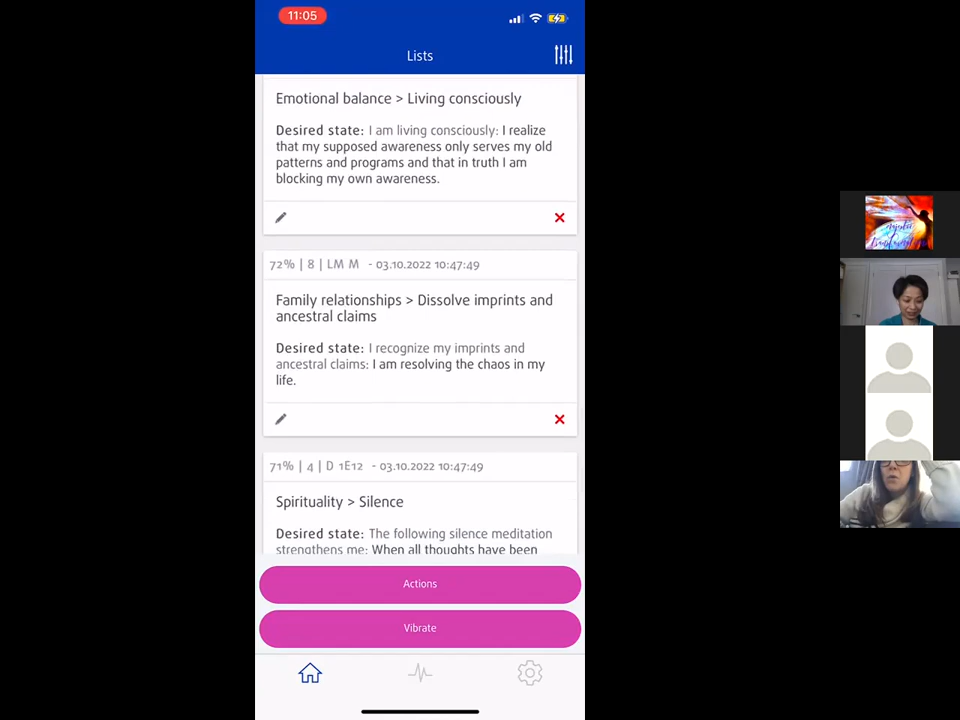 11:05
Lists
Emotional balance > Living consciously
Desired state: I am living consciously: I realize
that my supposed awareness only serves my old
patterns and programs and that in truth I am
blocking my own awareness.
72% | 8 | LM M - 03.10.2022 10:47:49
Family relationships > Dissolve imprints and
ancestral claims
Desired state: I recognize my imprints and
ancestral claims: I am resolving the chaos in my
life.
71% | 4 | D 1E12 - 03.10.2022 10:47:49
Spirituality > Silence
Desired state: The following silence meditation
strengthens me: When all thoughts have been
Actions
Vibrate